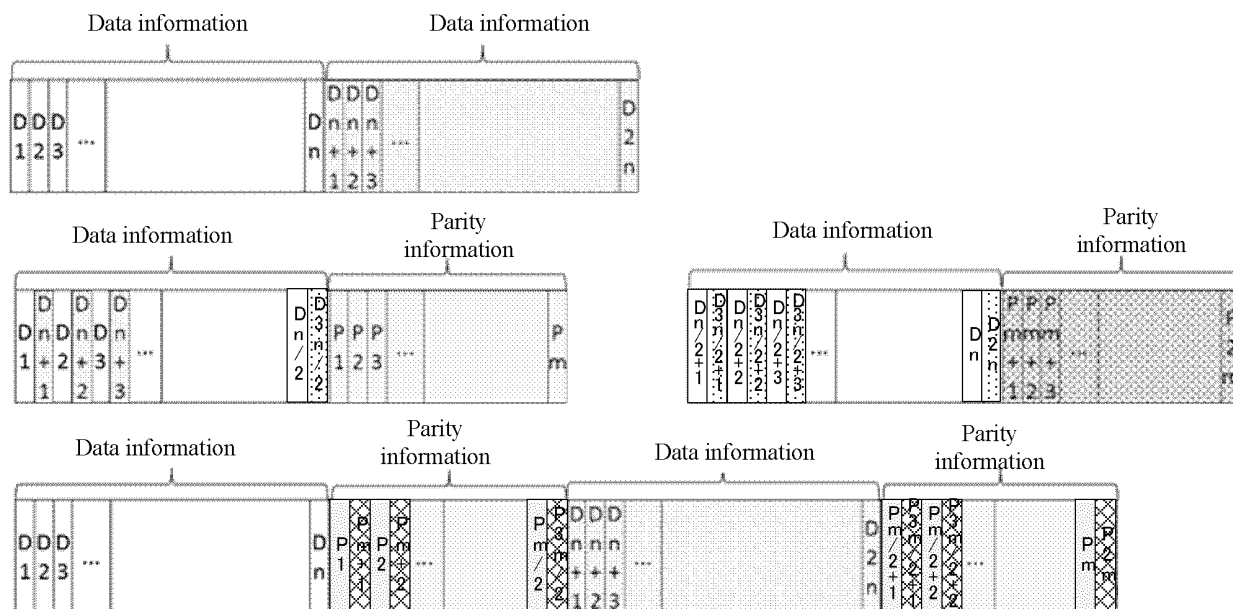 Data information
Data information
D1 D2 D3 ... Dn Dn+1 Dn+2 Dn+3 ... D2n
Data information
Parity
information
Data information
Parity
information
D1 Dn+1 D2 Dn+2 D3 Dn+3 ... Dn/2 D3n/2 P1 P2 P3 ... Pm
Dn/2+1 D3n/2+1 Dn/2+2 D3n/2+2 Dn/2+3 D3n/2+3 ... Dn D2n Pm+1 Pm+2 Pm+3 ... P2m
Data information
Parity
information
Data information
Parity
information
D1 D2 D3 ... Dn P1 Pm+1 P2 Pm+2 ... Pm/2 P3m/2 Dn+1 Dn+2 Dn+3 ... D2n Pm/2+1 P3m/2+1 Pm/2+2 P3m/2+2 ... Pm P2m